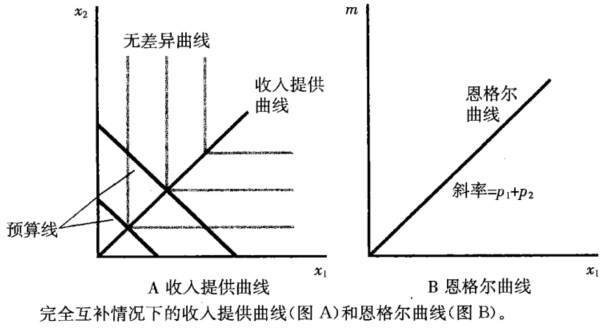 x₂
无差异曲线
收入提供
曲线
预算线
x₁
A 收入提供曲线
m
恩格尔
曲线
斜率=p₁+p₂
x₁
B 恩格尔曲线
完全互补情况下的收入提供曲线(图 A)和恩格尔曲线(图 B)。